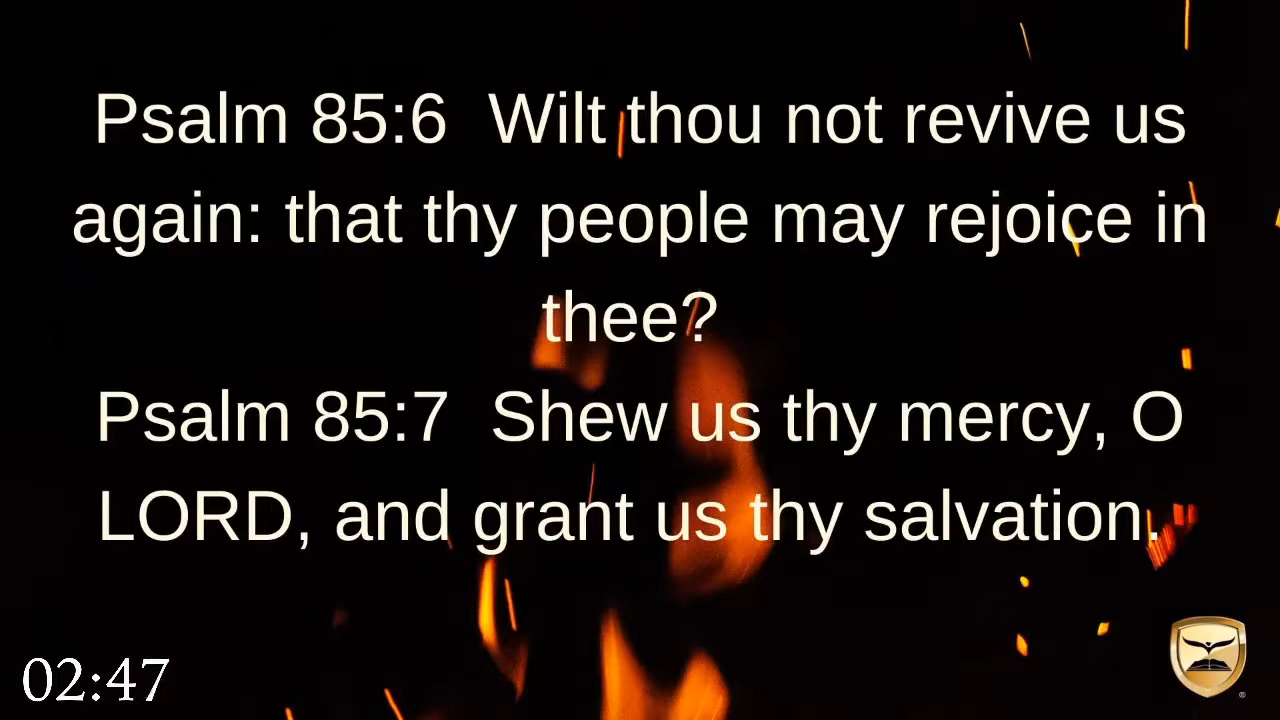 Psalm 85:6  Wilt thou not revive us
again: that thy people may rejoice in
thee?
Psalm 85:7  Shew us thy mercy, O
LORD, and grant us thy salvation.
02:47
®